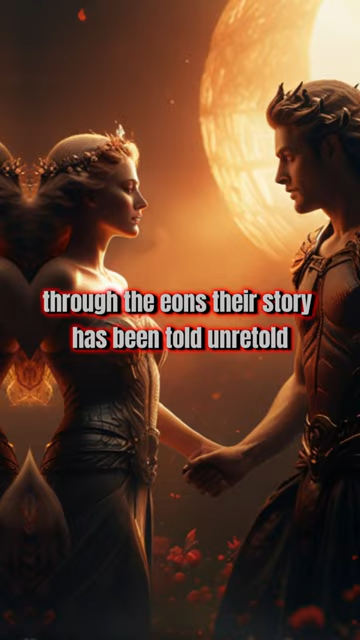 through the eons their story
has been told unretold